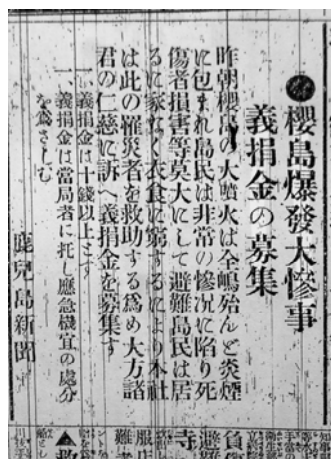 櫻島爆發大慘事
義捐金の募集
昨朝櫻島の大噴火は全嶋殆んど炎煙
に包まれ島民は非常の慘況に陷り死
傷者損害等莫大にして避難島民は居
るに家なく衣食に窮するにより本社
は此の罹災者を救助する爲め大方諸
君の仁慈に訴へ義捐金を募集す
一、義捐金は十錢以上とす
一、義捐金は當局者に托し應急機宜の處分
を爲さしむ
鹿兒島新聞